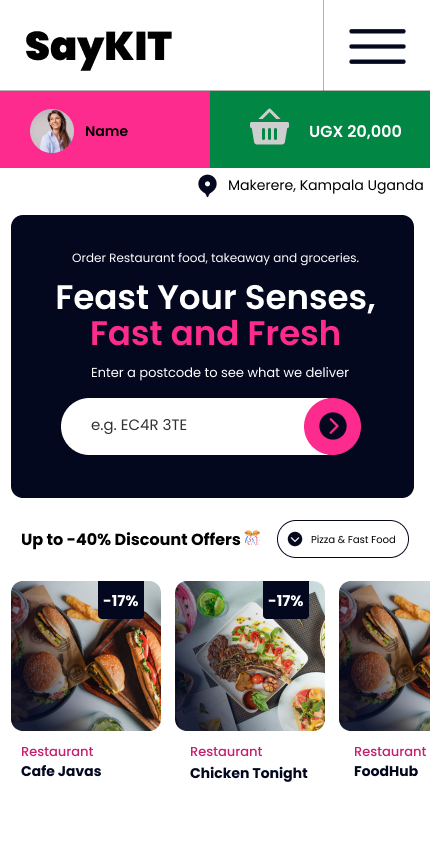 SayKIT
Name
UGX 20,000
Makerere, Kampala Uganda
Order Restaurant food, takeaway and groceries.
Feast Your Senses,
Fast and Fresh
Enter a postcode to see what we deliver
e.g. EC4R 3TE
Up to -40% Discount Offers 🎊
Pizza & Fast Food
-17%
-17%
Restaurant
Cafe Javas
Restaurant
Chicken Tonight
Restaurant
FoodHub